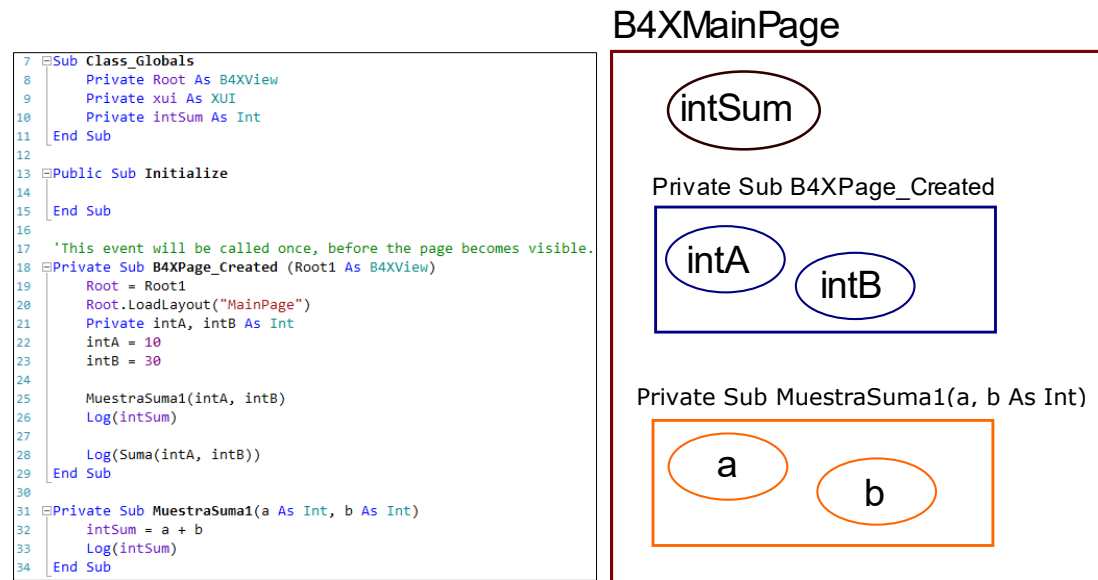 B4XMainPage
7 Sub Class_Globals
8 Private Root As B4XView
9 Private xui As XUI
10 Private intSum As Int
11 End Sub
12
13 Public Sub Initialize
14
15 End Sub
16
17 'This event will be called once, before the page becomes visible.
18 Private Sub B4XPage_Created (Root1 As B4XView)
19 Root = Root1
20 Root.LoadLayout("MainPage")
21 Private intA, intB As Int
22 intA = 10
23 intB = 30
24
25 MuestraSuma1(intA, intB)
26 Log(intSum)
27
28 Log(Suma(intA, intB))
29 End Sub
30
31 Private Sub MuestraSuma1(a As Int, b As Int)
32 intSum = a + b
33 Log(intSum)
34 End Sub
intSum
Private Sub B4XPage_Created
intA
intB
Private Sub MuestraSuma1(a, b As Int)
a
b